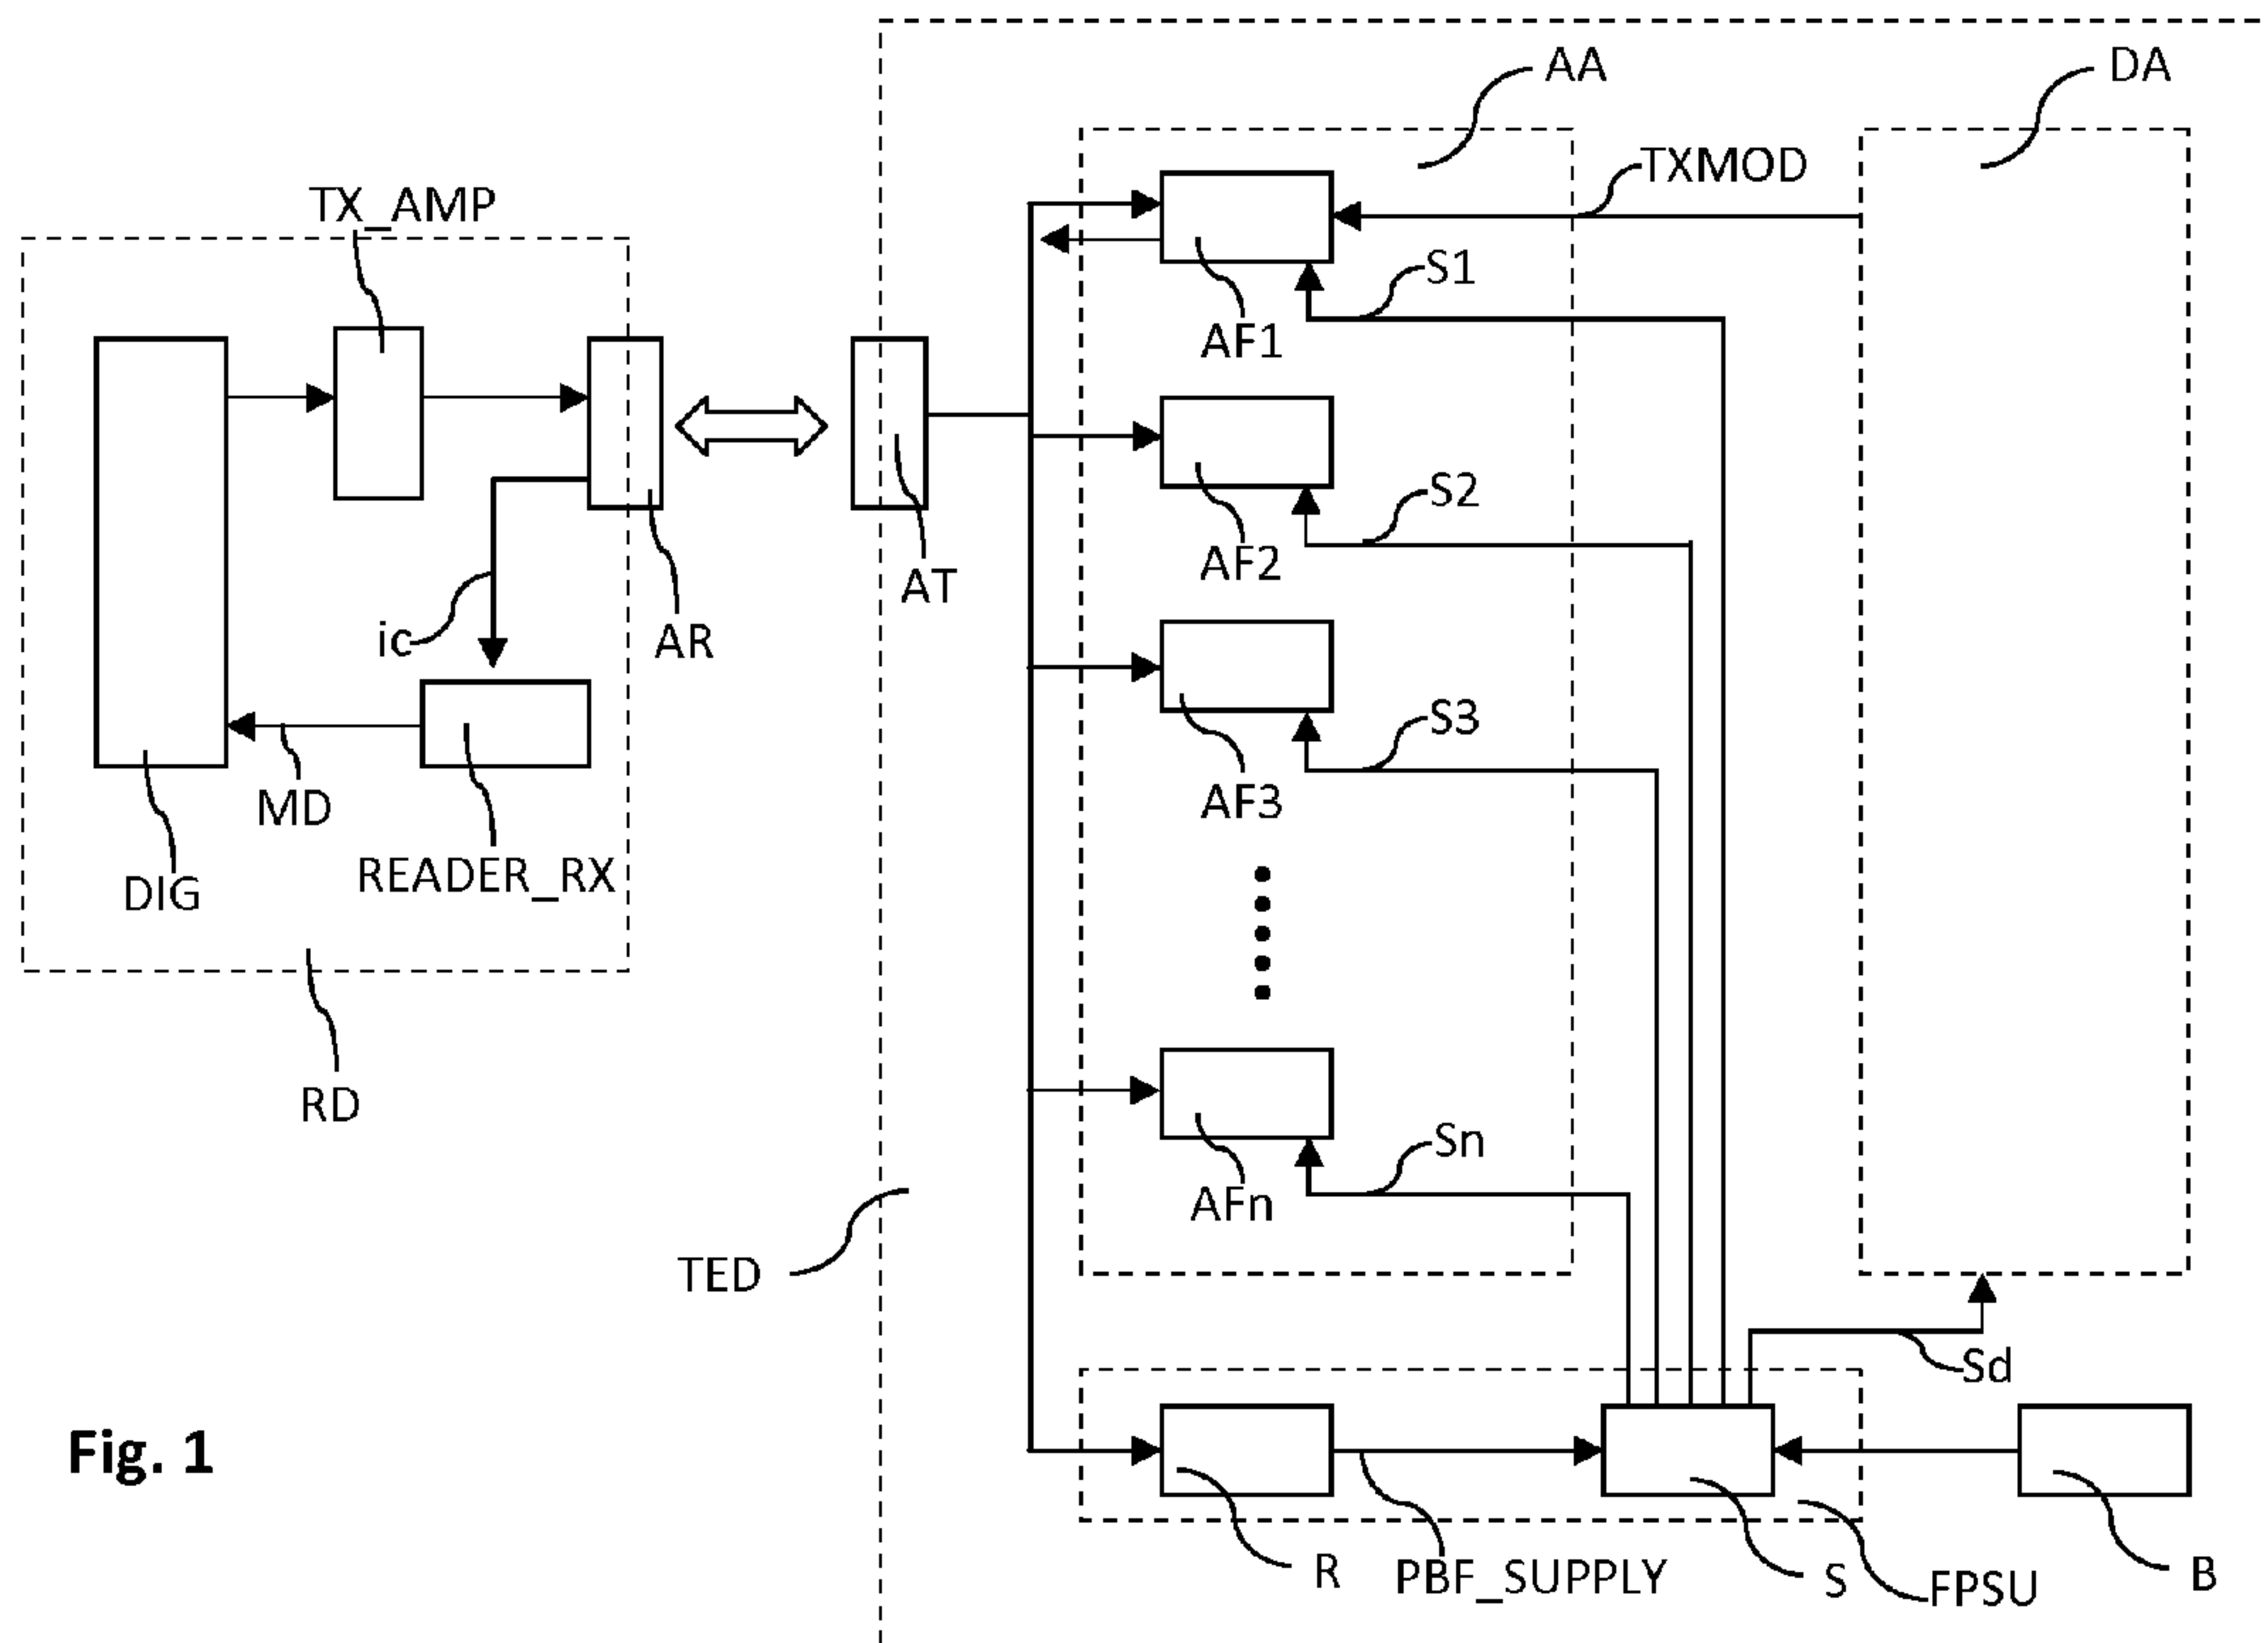 AA
DA
TXMOD
TX_AMP
S1
AF1
S2
AF2
AT
ic
AR
S3
AF3
MD
READER_RX
DIG
RD
Sn
AFn
TED
Sd
Fig. 1
R
PBF_SUPPLY
S
FPSU
B